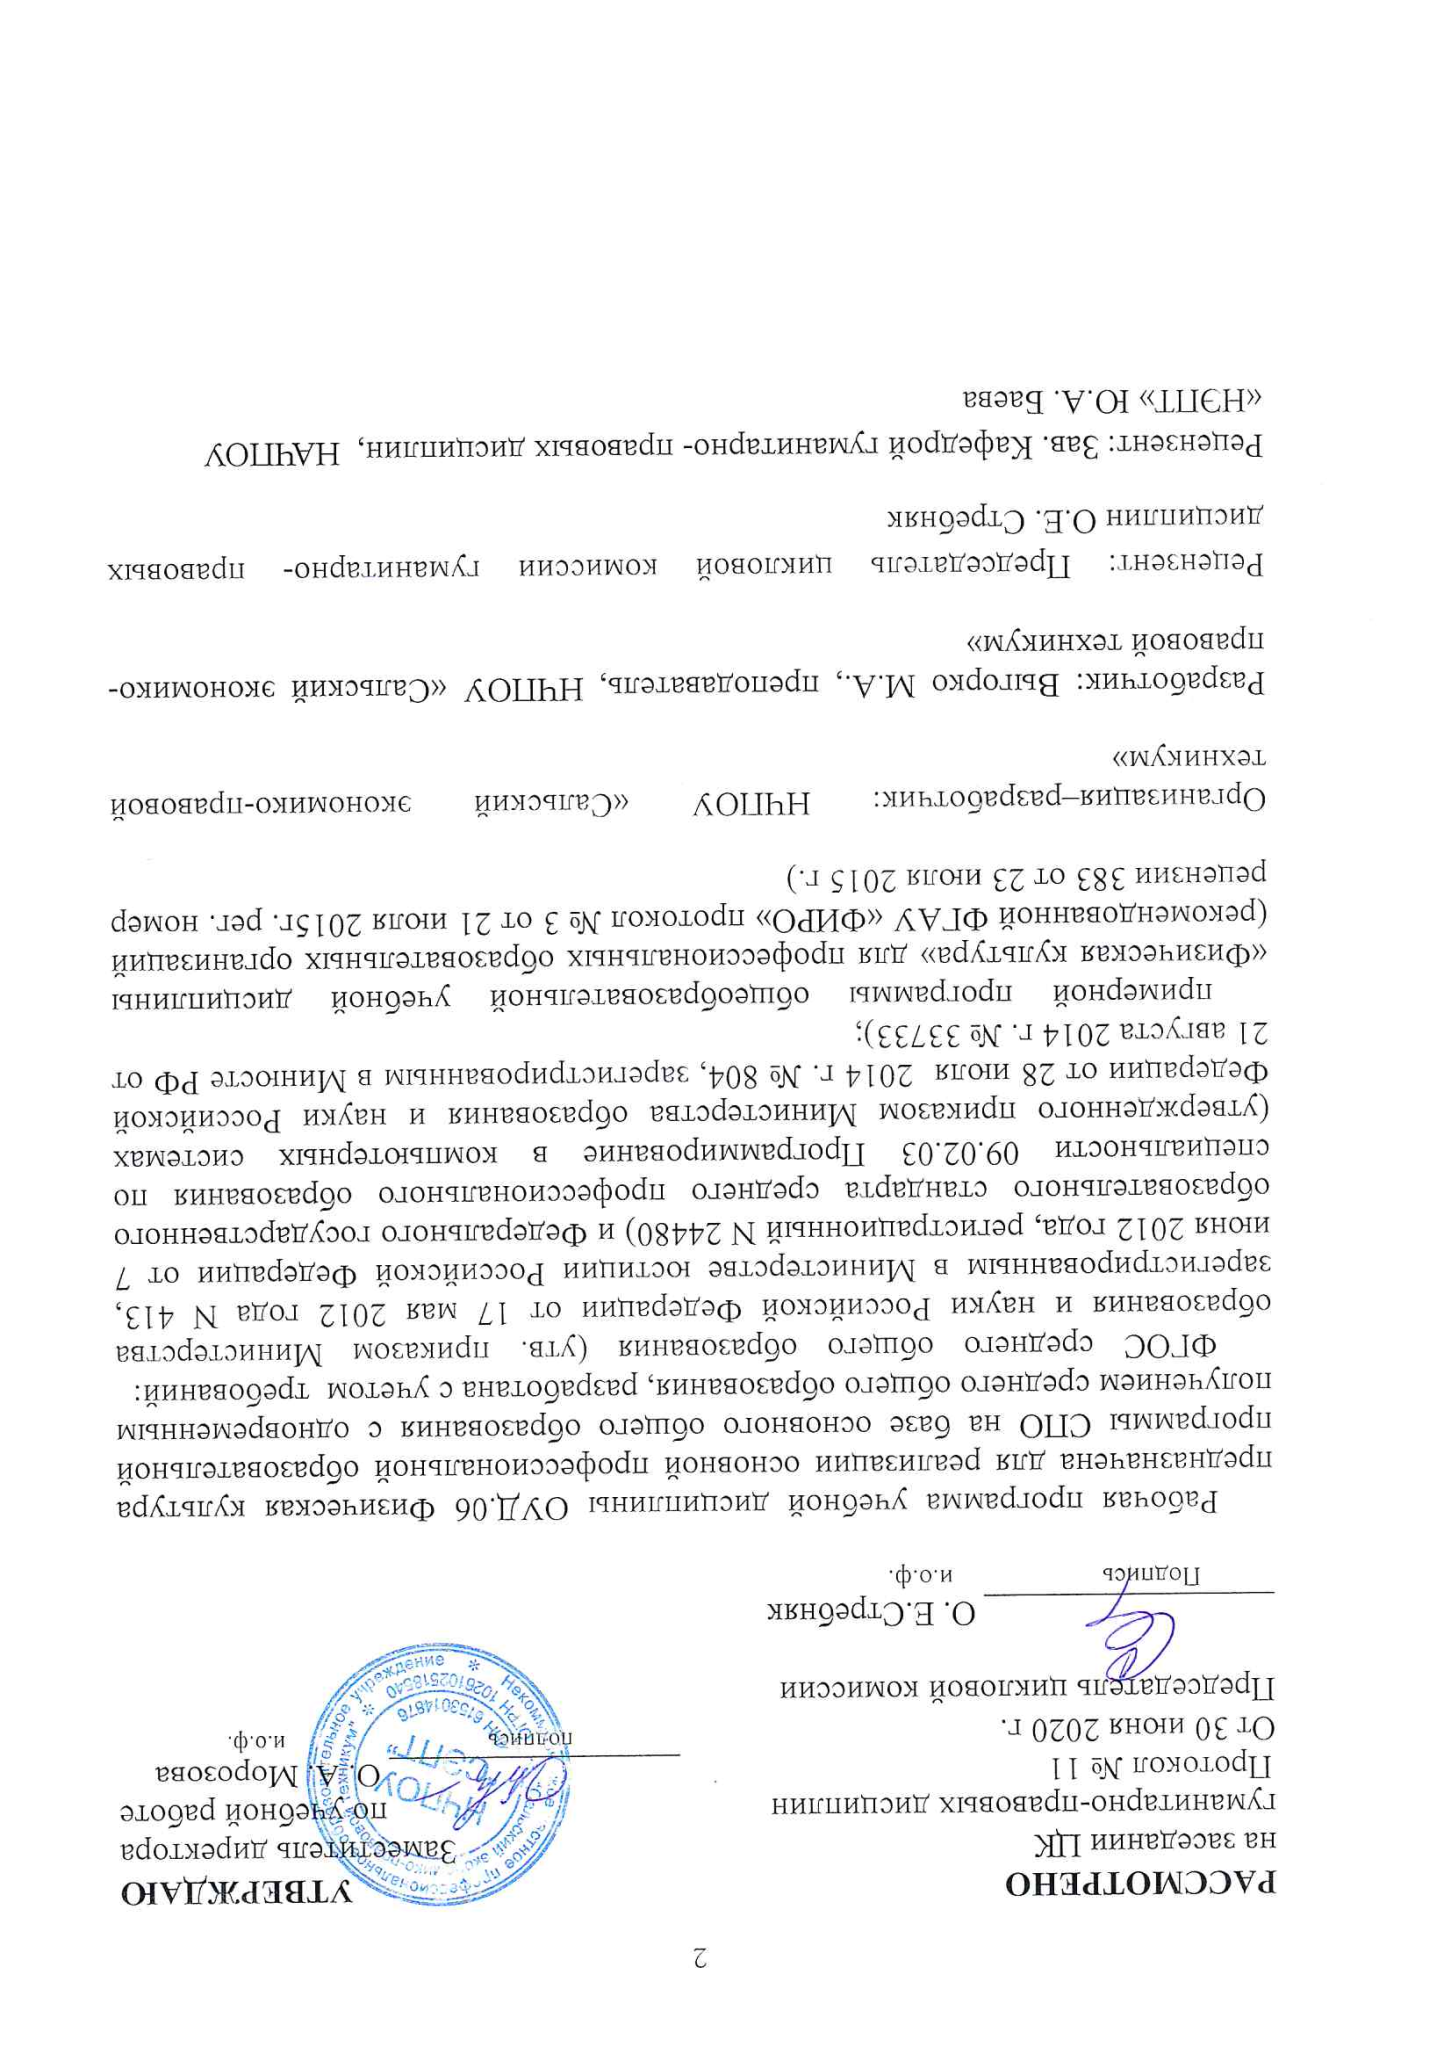 2
РАССМОТРЕНО
на заседании ЦК
гуманитарно-правовых дисциплин
Протокол № 11
От 30 июня 2020 г.
Председатель цикловой комиссии
О. Е.Стребняк
Подпись и.о.ф.
УТВЕРЖДАЮ
Заместитель директора
по учебной работе
О. А. Морозова
подпись и.о.ф.
НЧПОУ
"СЭПТ"
ОГРН 1026102518540
ИНН 6153014876
Рабочая программа учебной дисциплины ОУД.06 Физическая культура
предназначена для реализации основной профессиональной образовательной
программы СПО на базе основного общего образования с одновременным
получением среднего общего образования, разработана с учетом требований:
ФГОС среднего общего образования (утв. приказом Министерства
образования и науки Российской Федерации от 17 мая 2012 года N 413,
зарегистрированным в Министерстве юстиции Российской Федерации от 7
июня 2012 года, регистрационный N 24480) и Федерального государственного
образовательного стандарта среднего профессионального образования по
специальности 09.02.03 Программирование в компьютерных системах
(утвержденного приказом Министерства образования и науки Российской
Федерации от 28 июля 2014 г. № 804, зарегистрированным в Минюсте РФ от
21 августа 2014 г. № 33733);
примерной программы общеобразовательной учебной дисциплины
«Физическая культура» для профессиональных образовательных организаций
(рекомендованной ФГАУ «ФИРО» протокол № 3 от 21 июля 2015г. рег. номер
рецензии 383 от 23 июля 2015 г.)
Организация–разработчик: НЧПОУ «Сальский экономико-правовой
техникум»
Разработчик: Выгорко М.А., преподаватель, НЧПОУ «Сальский экономико-
правовой техникум»
Рецензент: Председатель цикловой комиссии гуманитарно- правовых
дисциплин О.Е. Стребняк
Рецензент: Зав. Кафедрой гуманитарно- правовых дисциплин, НАЧПОУ
«НЭПТ» Ю.А. Баева